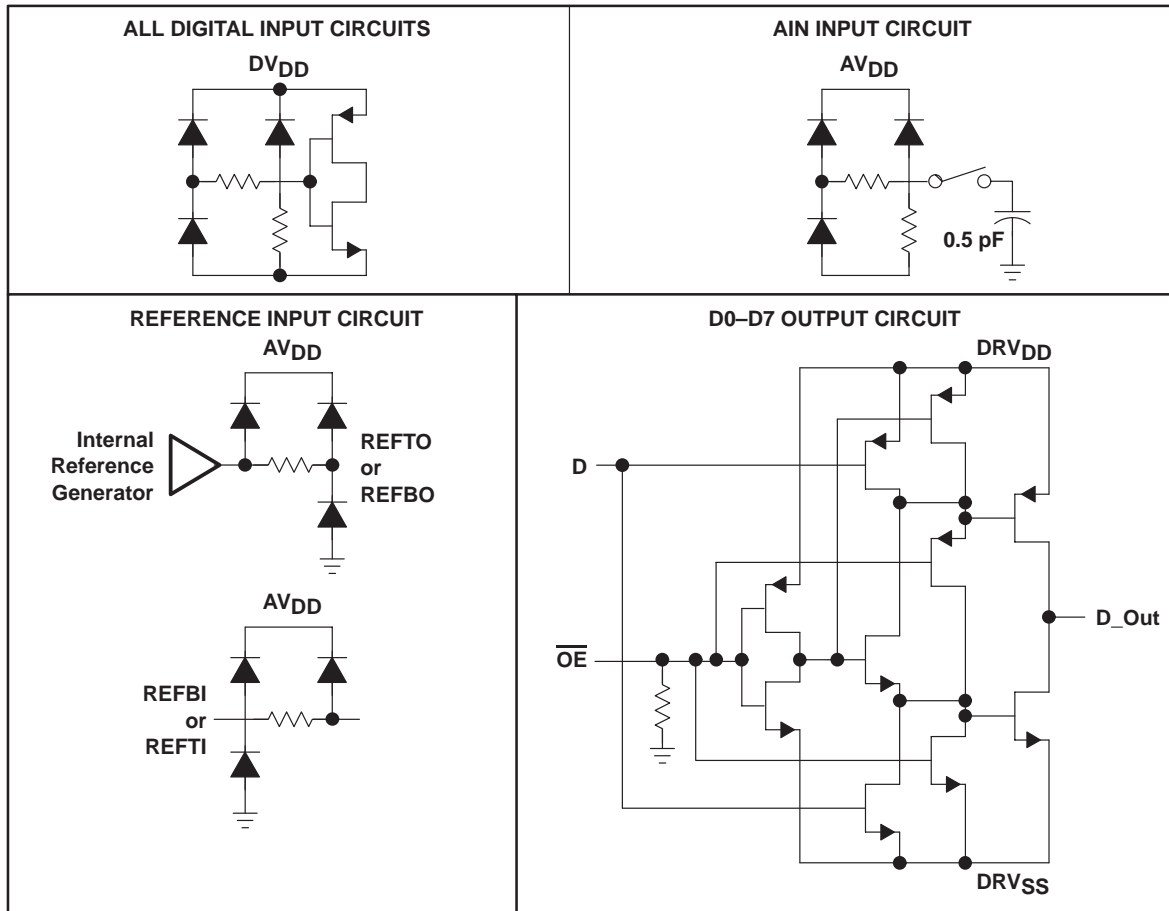 ALL DIGITAL INPUT CIRCUITS
DVDD
AIN INPUT CIRCUIT
AVDD
0.5 pF
REFERENCE INPUT CIRCUIT
AVDD
Internal
Reference
Generator
REFTO
or
REFBO
AVDD
REFBI
or
REFTI
D0–D7 OUTPUT CIRCUIT
DRVDD
D
OE
D_Out
DRVSS